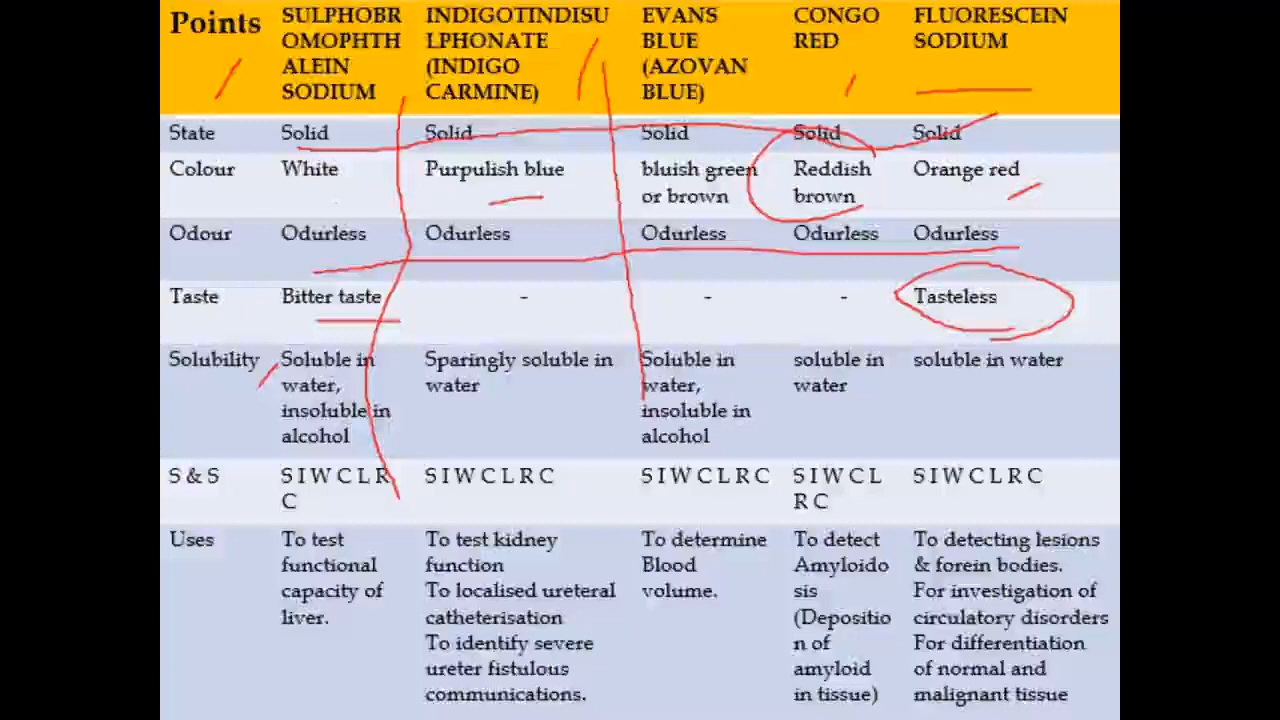 Points
SULPHOBR
OMOPHTH
ALEIN
SODIUM
INDIGOTINDISU
LPHONATE
(INDIGO
CARMINE)
EVANS
BLUE
(AZOVAN
BLUE)
CONGO
RED
FLUORESCEIN
SODIUM
State
Solid
Solid
Solid
Solid
Solid
Colour
White
Purpulish blue
bluish green
or brown
Reddish
brown
Orange red
Odour
Odurless
Odurless
Odurless
Odurless
Odurless
Taste
Bitter taste
-
-
-
Tasteless
Solubility
Soluble in
water,
insoluble in
alcohol
Sparingly soluble in
water
Soluble in
water,
insoluble in
alcohol
soluble in
water
soluble in water
S & S
S I W C L R
C
S I W C L R C
S I W C L R C
S I W C L
R C
S I W C L R C
Uses
To test
functional
capacity of
liver.
To test kidney
function
To localised ureteral
catheterisation
To identify severe
ureter fistulous
communications.
To determine
Blood
volume.
To detect
Amyloido
sis
(Depositio
n of
amyloid
in tissue)
To detecting lesions
& forein bodies.
For investigation of
circulatory disorders
For differentiation
of normal and
malignant tissue